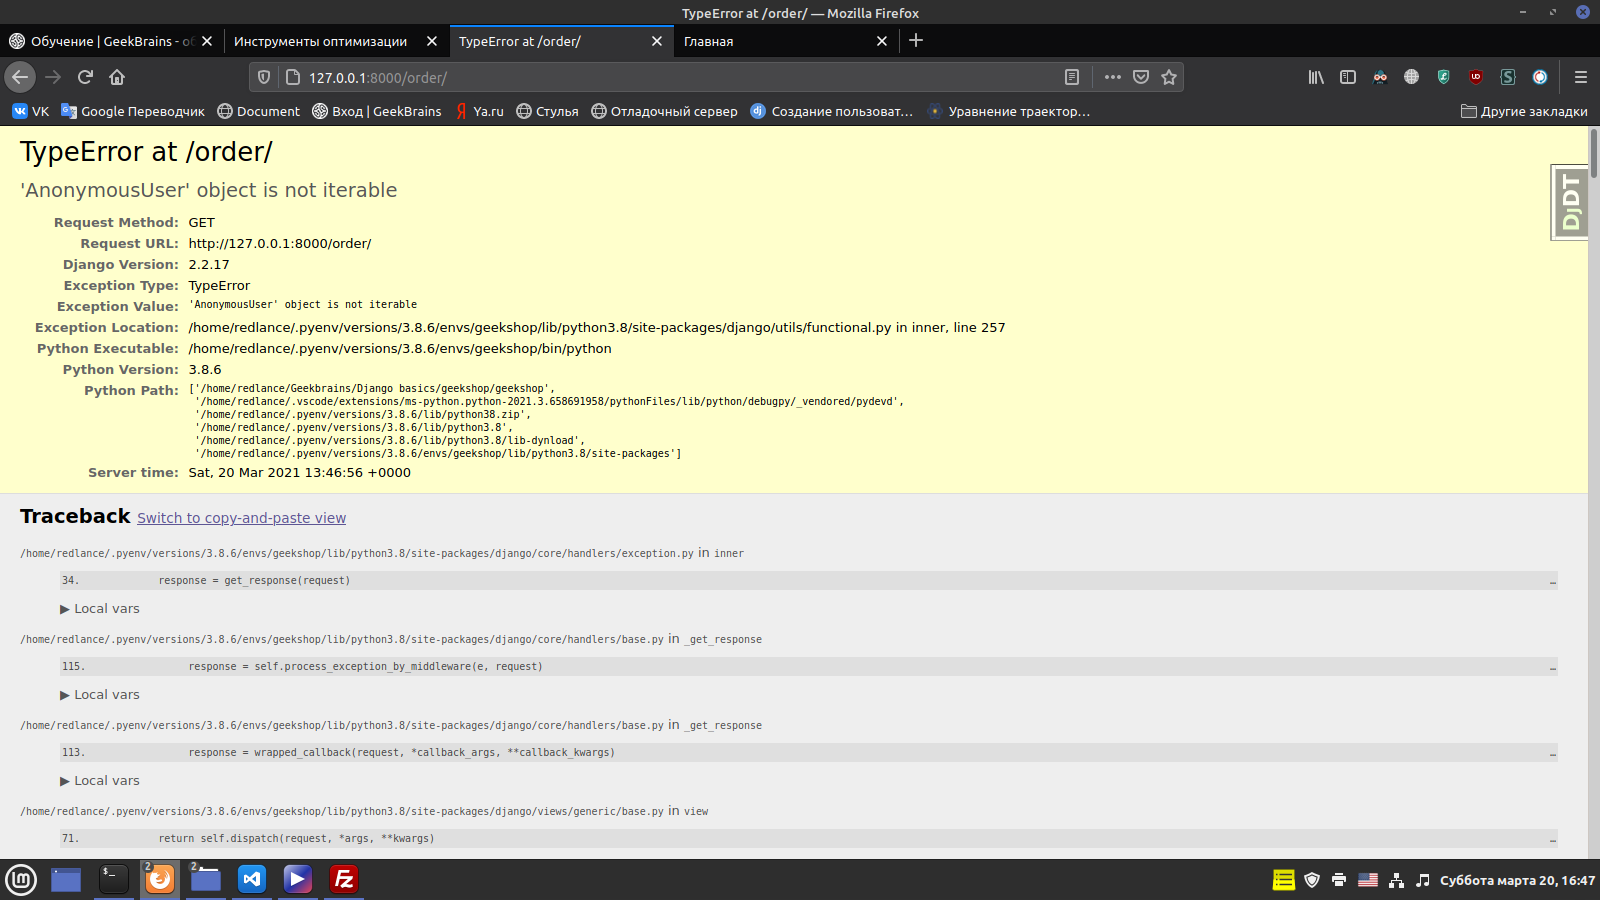 TypeError at /order/ — Mozilla Firefox
Обучение | GeekBrains - об
Инструменты оптимизации
TypeError at /order/
Главная
127.0.0.1:8000/order/
VK
Google Переводчик
Document
Вход | GeekBrains
Ya.ru
Стулья
Отладочный сервер
Создание пользоват…
Уравнение траектор…
Другие закладки
TypeError at /order/
'AnonymousUser' object is not iterable
Request Method: GET
Request URL: http://127.0.0.1:8000/order/
Django Version: 2.2.17
Exception Type: TypeError
Exception Value: 'AnonymousUser' object is not iterable
Exception Location: /home/redlance/.pyenv/versions/3.8.6/envs/geekshop/lib/python3.8/site-packages/django/utils/functional.py in inner, line 257
Python Executable: /home/redlance/.pyenv/versions/3.8.6/envs/geekshop/bin/python
Python Version: 3.8.6
Python Path: ['/home/redlance/Geekbrains/Django basics/geekshop/geekshop',
'/home/redlance/.vscode/extensions/ms-python.python-2021.3.658691958/pythonFiles/lib/python/debugpy/_vendored/pydevd',
'/home/redlance/.pyenv/versions/3.8.6/lib/python38.zip',
'/home/redlance/.pyenv/versions/3.8.6/lib/python3.8',
'/home/redlance/.pyenv/versions/3.8.6/lib/python3.8/lib-dynload',
'/home/redlance/.pyenv/versions/3.8.6/envs/geekshop/lib/python3.8/site-packages']
Server time: Sat, 20 Mar 2021 13:46:56 +0000
DjDT
Traceback Switch to copy-and-paste view
/home/redlance/.pyenv/versions/3.8.6/envs/geekshop/lib/python3.8/site-packages/django/core/handlers/exception.py in inner
34. response = get_response(request) …
▶ Local vars
/home/redlance/.pyenv/versions/3.8.6/envs/geekshop/lib/python3.8/site-packages/django/core/handlers/base.py in _get_response
115. response = self.process_exception_by_middleware(e, request) …
▶ Local vars
/home/redlance/.pyenv/versions/3.8.6/envs/geekshop/lib/python3.8/site-packages/django/core/handlers/base.py in _get_response
113. response = wrapped_callback(request, *callback_args, **callback_kwargs) …
▶ Local vars
/home/redlance/.pyenv/versions/3.8.6/envs/geekshop/lib/python3.8/site-packages/django/views/generic/base.py in view
71. return self.dispatch(request, *args, **kwargs) …
2
2
Суббота марта 20, 16:47